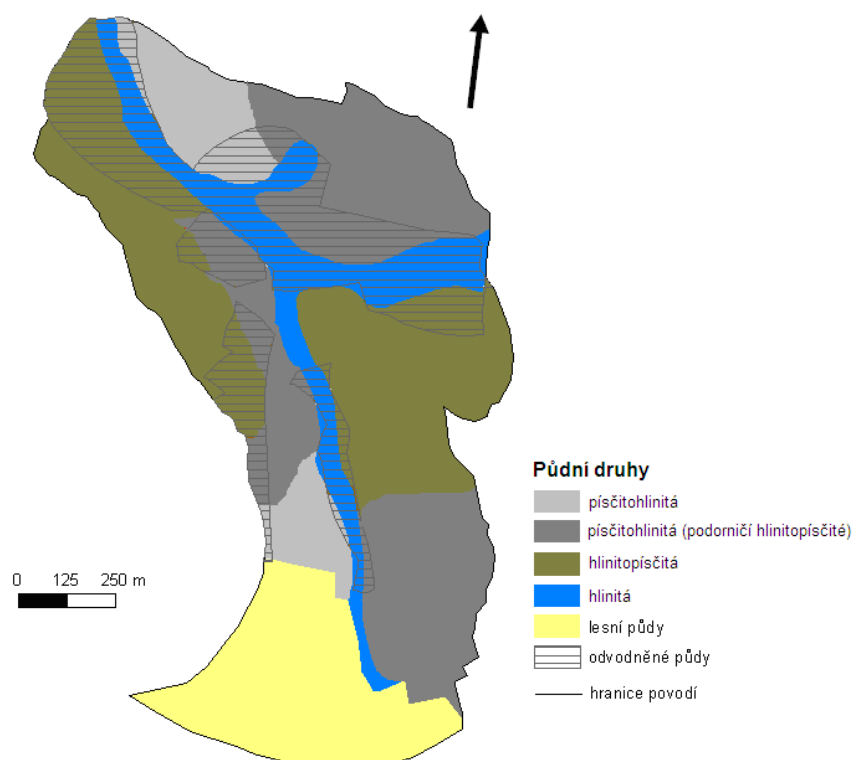 Půdní druhy
písčitohlinitá
písčitohlinitá (podorničí hlinitopísčité)
hlinitopísčitá
hlinitá
lesní půdy
odvodněné půdy
hranice povodí
0 125 250 m